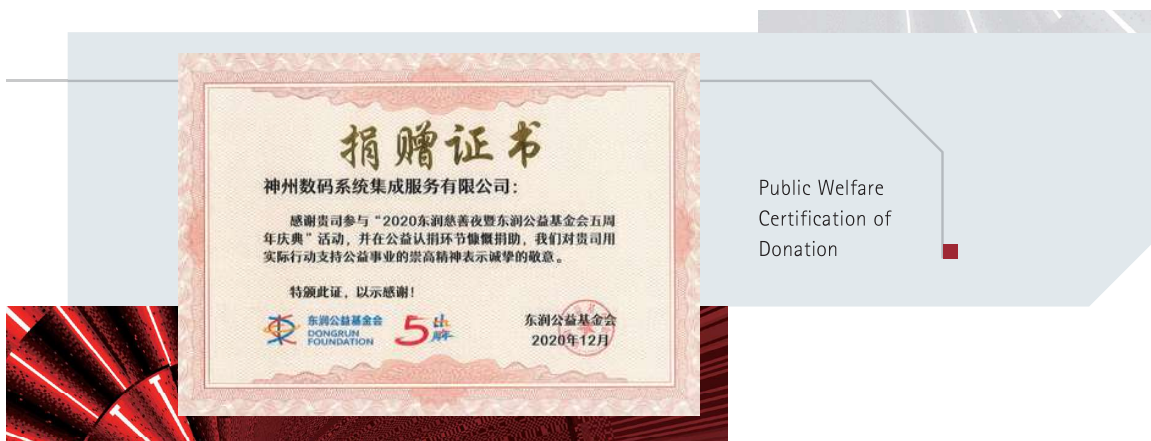 捐赠证书
神州数码系统集成服务有限公司：
感谢贵司参与“2020东润慈善夜暨东润公益基金会五周
年庆典”活动，并在公益认捐环节慷慨捐助，我们对贵司用
实际行动支持公益事业的崇高精神表示诚挚的敬意。
特颁此证，以示感谢！
东润公益基金会
DONGRUN
FOUNDATION
5周年
东润公益基金会
2020年12月
Public Welfare
Certification of
Donation